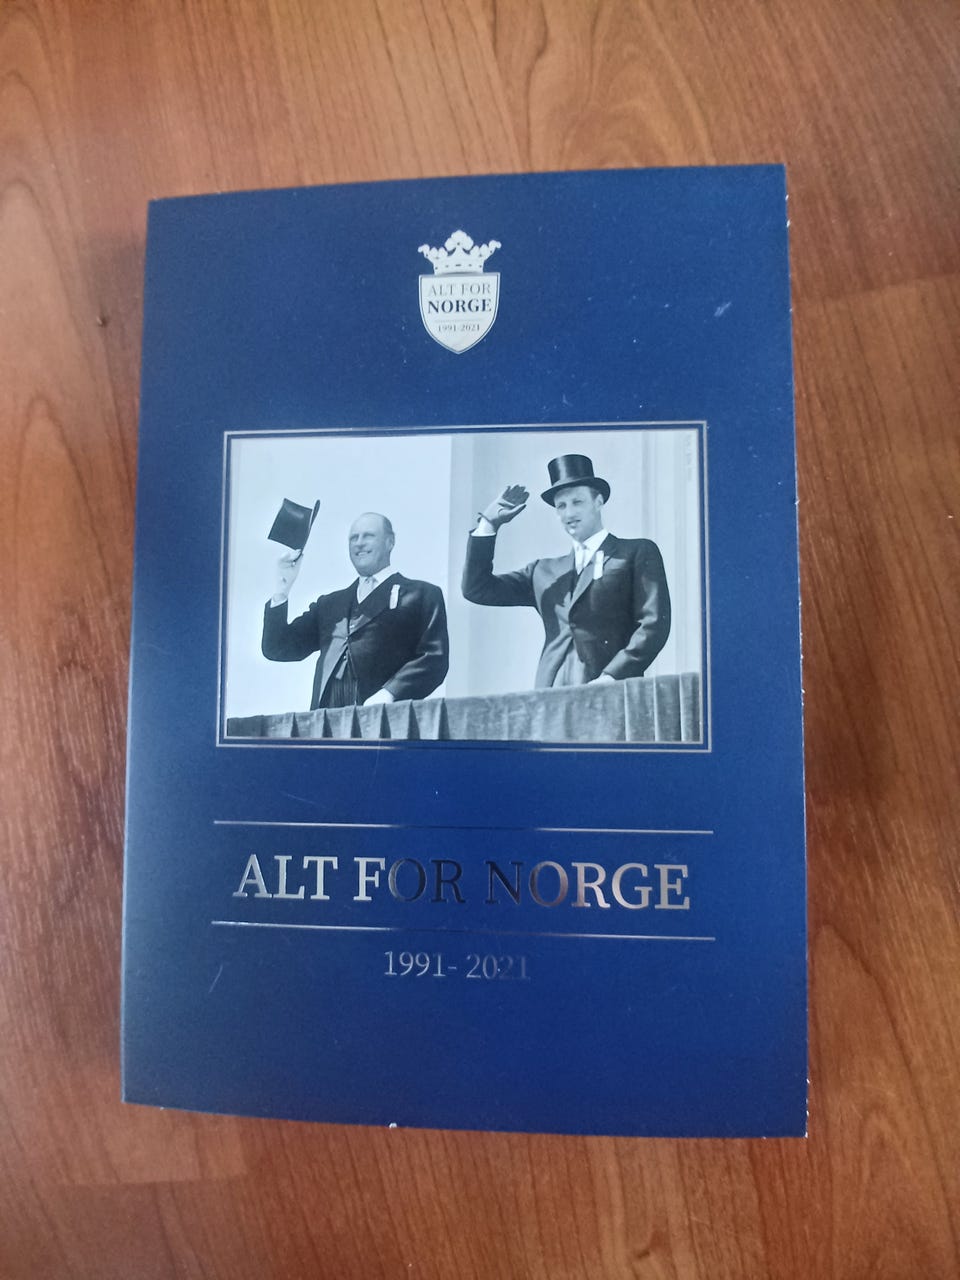 ALT FOR
NORGE
1991-2021
ALT FOR NORGE
1991- 2021